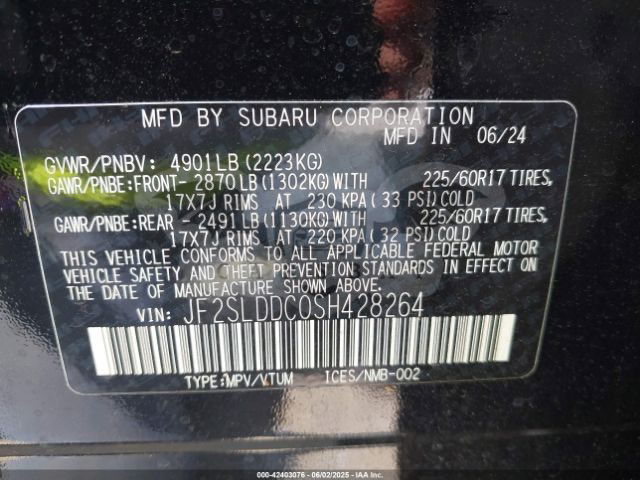 MFD BY SUBARU CORPORATION
MFD IN 06/24
GVWR/PNBV: 4901LB(2223KG)
GAWR/PNBE:FRONT- 2870LB(1302KG)WITH 225/60R17 TIRES,
17X7J RIMS AT 230 KPA(33 PSI)COLD
GAWR/PNBE:REAR - 2491LB(1130KG)WITH 225/60R17 TIRES,
17X7J RIMS AT 220 KPA(32 PSI)COLD
THIS VEHICLE CONFORMS TO ALL APPLICABLE FEDERAL MOTOR
VEHICLE SAFETY AND THEFT PREVENTION STANDARDS IN EFFECT ON
THE DATE OF MANUFACTURE SHOWN ABOVE.
VIN: JF2SLDDC0SH428264
TYPE:MPV/VTUM ICES/NMB-002
000-42403076 - 06/02/2025 - IAA